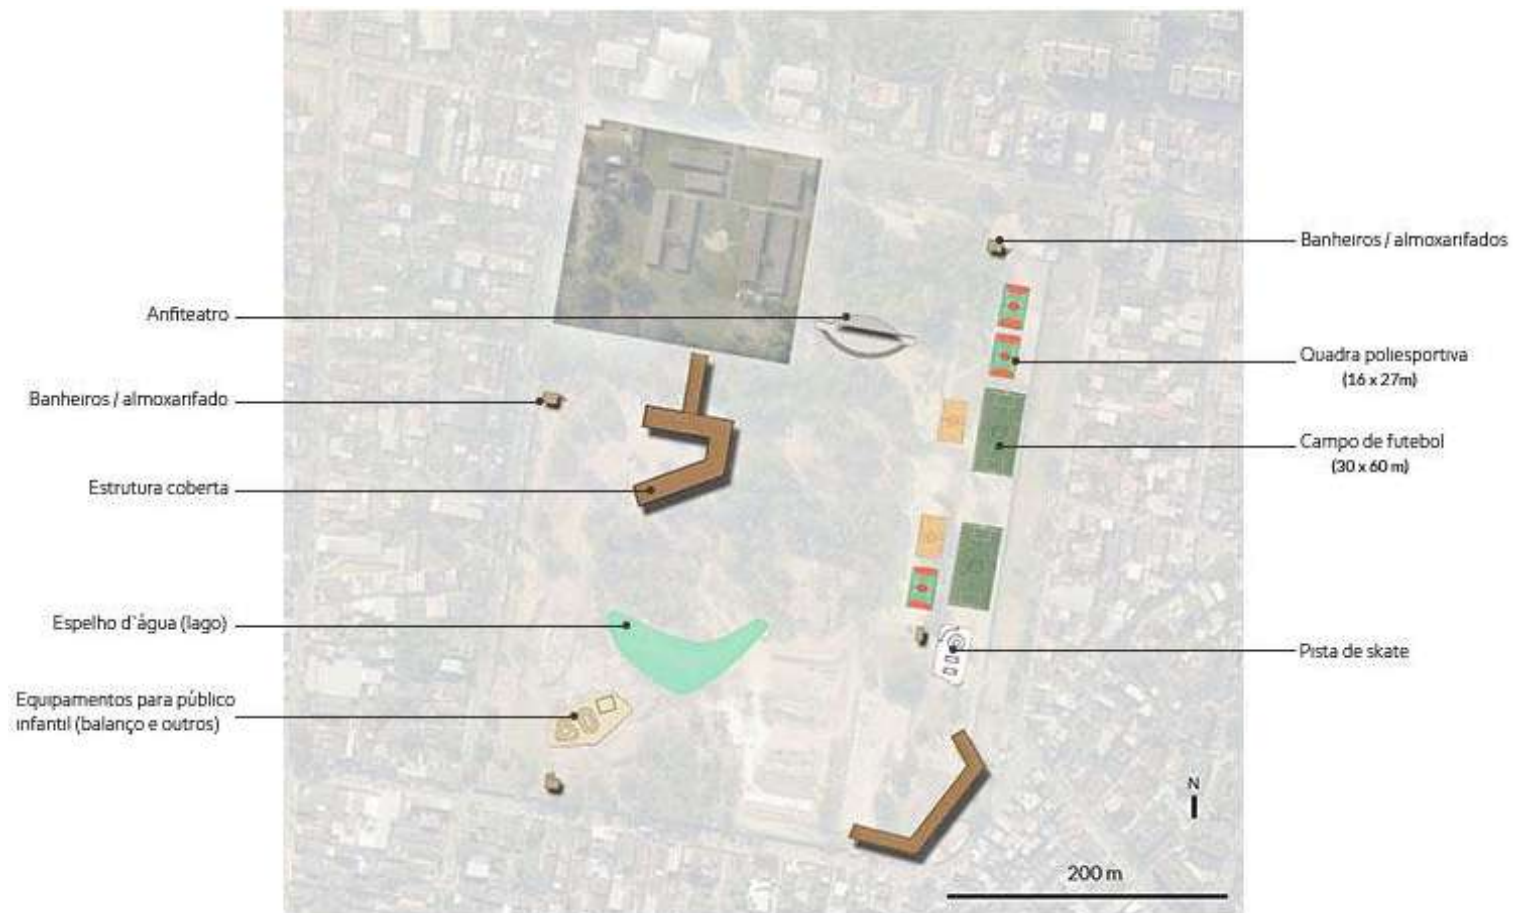 Banheiros / almoxarifados
Anfiteatro
Quadra poliesportiva
(16 x 27m)
Banheiros / almoxarifado
Campo de futebol
(30 x 60 m)
Estrutura coberta
Espelho d`água (lago)
Pista de skate
Equipamentos para público
infantil (balanço e outros)
N
200 m